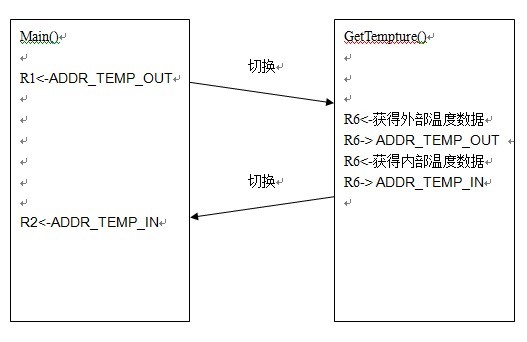 Main()
R1<-ADDR_TEMP_OUT
R2<-ADDR_TEMP_IN
切换
切换
GetTempture()
R6<-获得外部温度数据
R6-> ADDR_TEMP_OUT
R6<-获得内部温度数据
R6-> ADDR_TEMP_IN